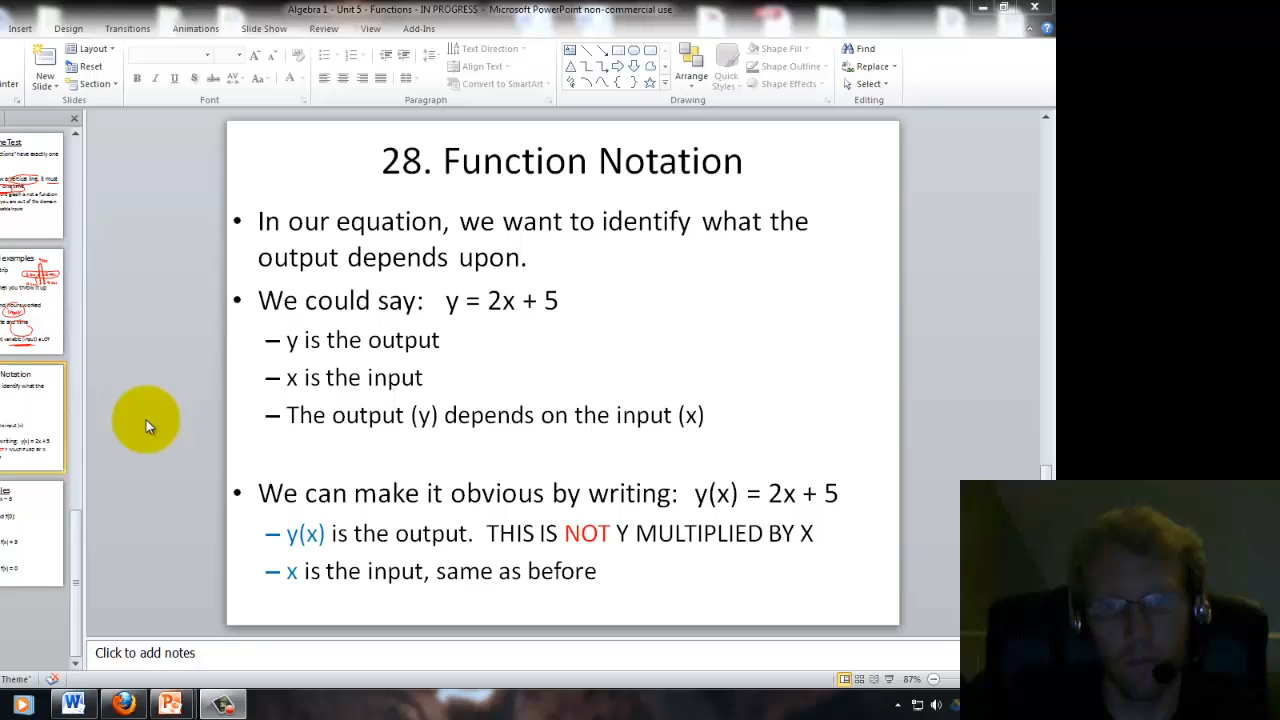 Algebra 1 - Unit 5 - Functions - IN PROGRESS - Microsoft PowerPoint non-commercial use
Insert Design Transitions Animations Slide Show Review View Add-Ins
Layout
Reset
Section
New
Slide
Slides
B I U S abc AV Aa A
Font
Text Direction
Align Text
Convert to SmartArt
Paragraph
Arrange
Quick
Styles
Shape Fill
Shape Outline
Shape Effects
Drawing
Find
Replace
Select
Editing
28. Function Notation
• In our equation, we want to identify what the
output depends upon.
• We could say: y = 2x + 5
– y is the output
– x is the input
– The output (y) depends on the input (x)
• We can make it obvious by writing: y(x) = 2x + 5
– y(x) is the output. THIS IS NOT Y MULTIPLIED BY X
– x is the input, same as before
Click to add notes
Theme"
87%